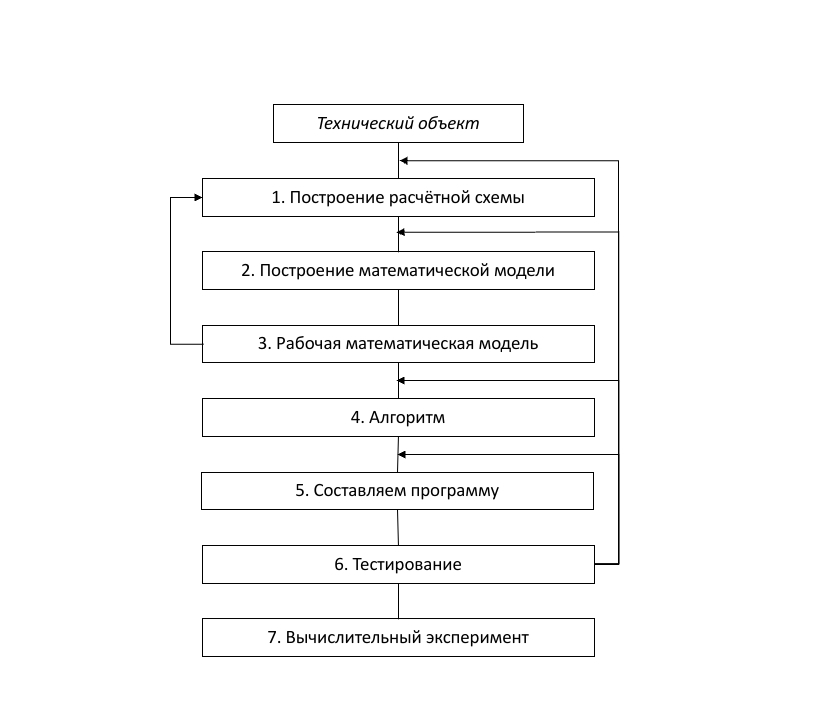 Технический объект
1. Построение расчётной схемы
2. Построение математической модели
3. Рабочая математическая модель
4. Алгоритм
5. Составляем программу
6. Тестирование
7. Вычислительный эксперимент